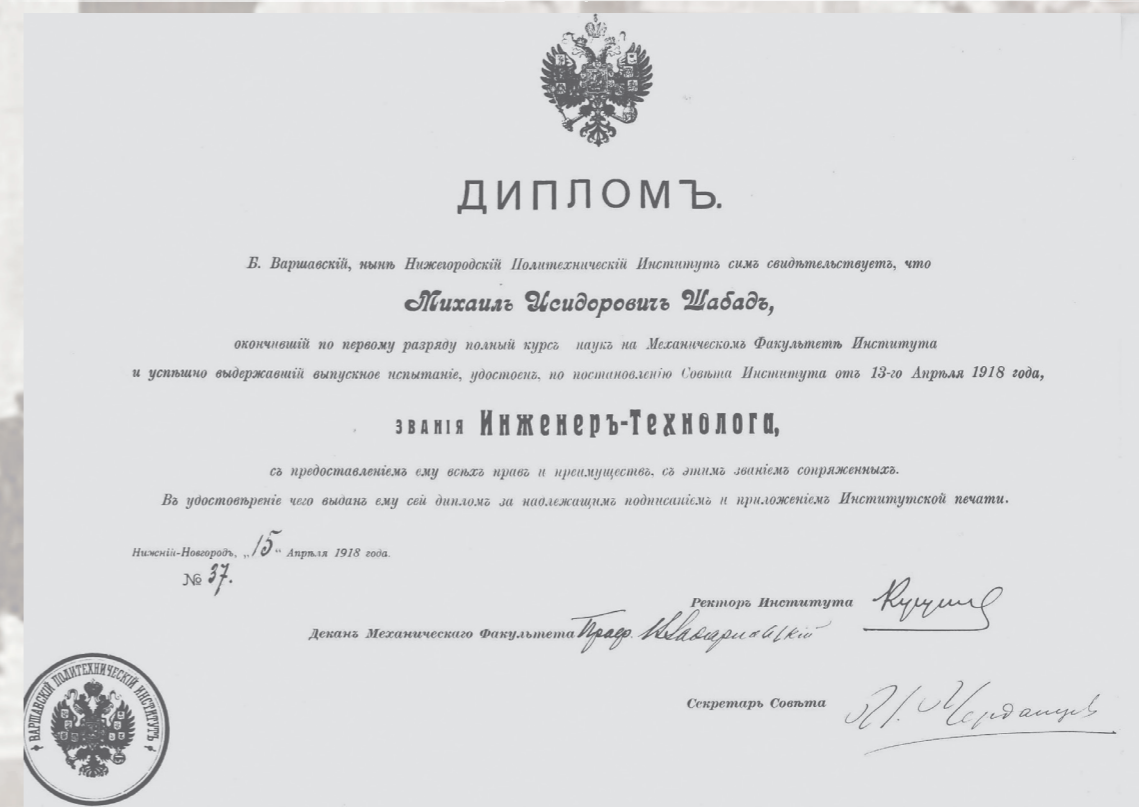 ДИПЛОМЪ.
Б. Варшавскій, нынѣ Нижегородскій Политехническій Институтъ симъ свидѣтельствуетъ, что
Михаилъ Исидоровичъ Шабадъ,
окончившій по первому разряду полный курсъ наукъ на Механическомъ Факультетѣ Института
и успѣшно выдержавшій выпускное испытаніе, удостоенъ, по постановленію Совѣта Института отъ 13-го Апрѣля 1918 года,
званія Инженеръ-Технолога,
съ предоставленіемъ ему всѣхъ правъ и преимуществъ, съ этимъ званіемъ сопряженныхъ.
Въ удостовѣреніе чего выданъ ему сей дипломъ за надлежащимъ подписаніемъ и приложеніемъ Институтской печати.
Нижній-Новгородъ, „15“ Апрѣля 1918 года.
№ 37.
Ректоръ Института
Деканъ Механическаго Факультета Проф.
Секретарь Совѣта
ВАРШАВСКІЙ ПОЛИТЕХНИЧЕСКІЙ ИНСТИТУТЪ